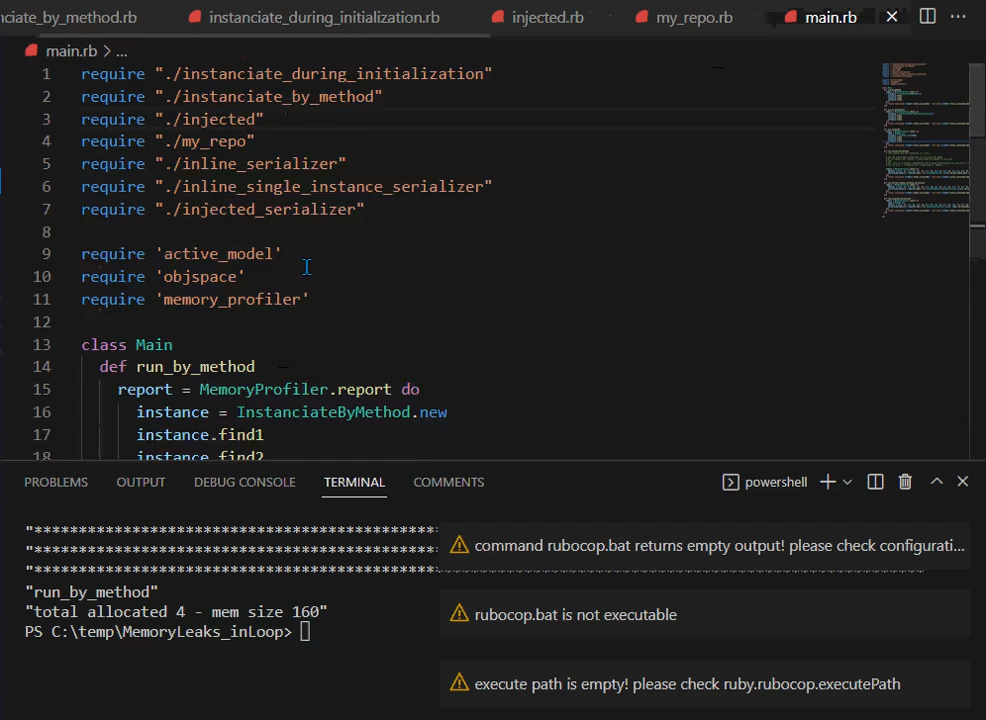 ciate_by_method.rb instanciate_during_initialization.rb injected.rb my_repo.rb main.rb
main.rb > ...
1 require "./instanciate_during_initialization"
2 require "./instanciate_by_method"
3 require "./injected"
4 require "./my_repo"
5 require "./inline_serializer"
6 require "./inline_single_instance_serializer"
7 require "./injected_serializer"
8
9 require 'active_model'
10 require 'objspace'
11 require 'memory_profiler'
12
13 class Main
14 def run_by_method
15 report = MemoryProfiler.report do
16 instance = InstanciateByMethod.new
17 instance.find1
18 instance.find2
PROBLEMS OUTPUT DEBUG CONSOLE TERMINAL COMMENTS powershell
"*********************************************
"*********************************************
"*********************************************
"run_by_method"
"total allocated 4 - mem size 160"
PS C:\temp\MemoryLeaks_inLoop>
command rubocop.bat returns empty output! please check configurati...
rubocop.bat is not executable
execute path is empty! please check ruby.rubocop.executePath